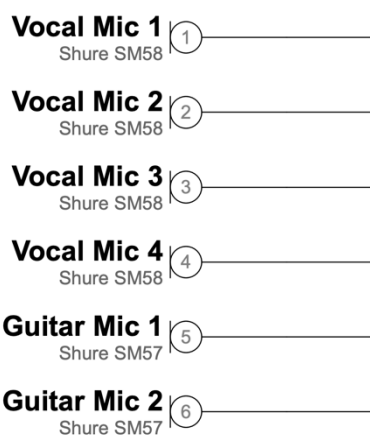 Vocal Mic 1
Shure SM58
1
Vocal Mic 2
Shure SM58
2
Vocal Mic 3
Shure SM58
3
Vocal Mic 4
Shure SM58
4
Guitar Mic 1
Shure SM57
5
Guitar Mic 2
Shure SM57
6